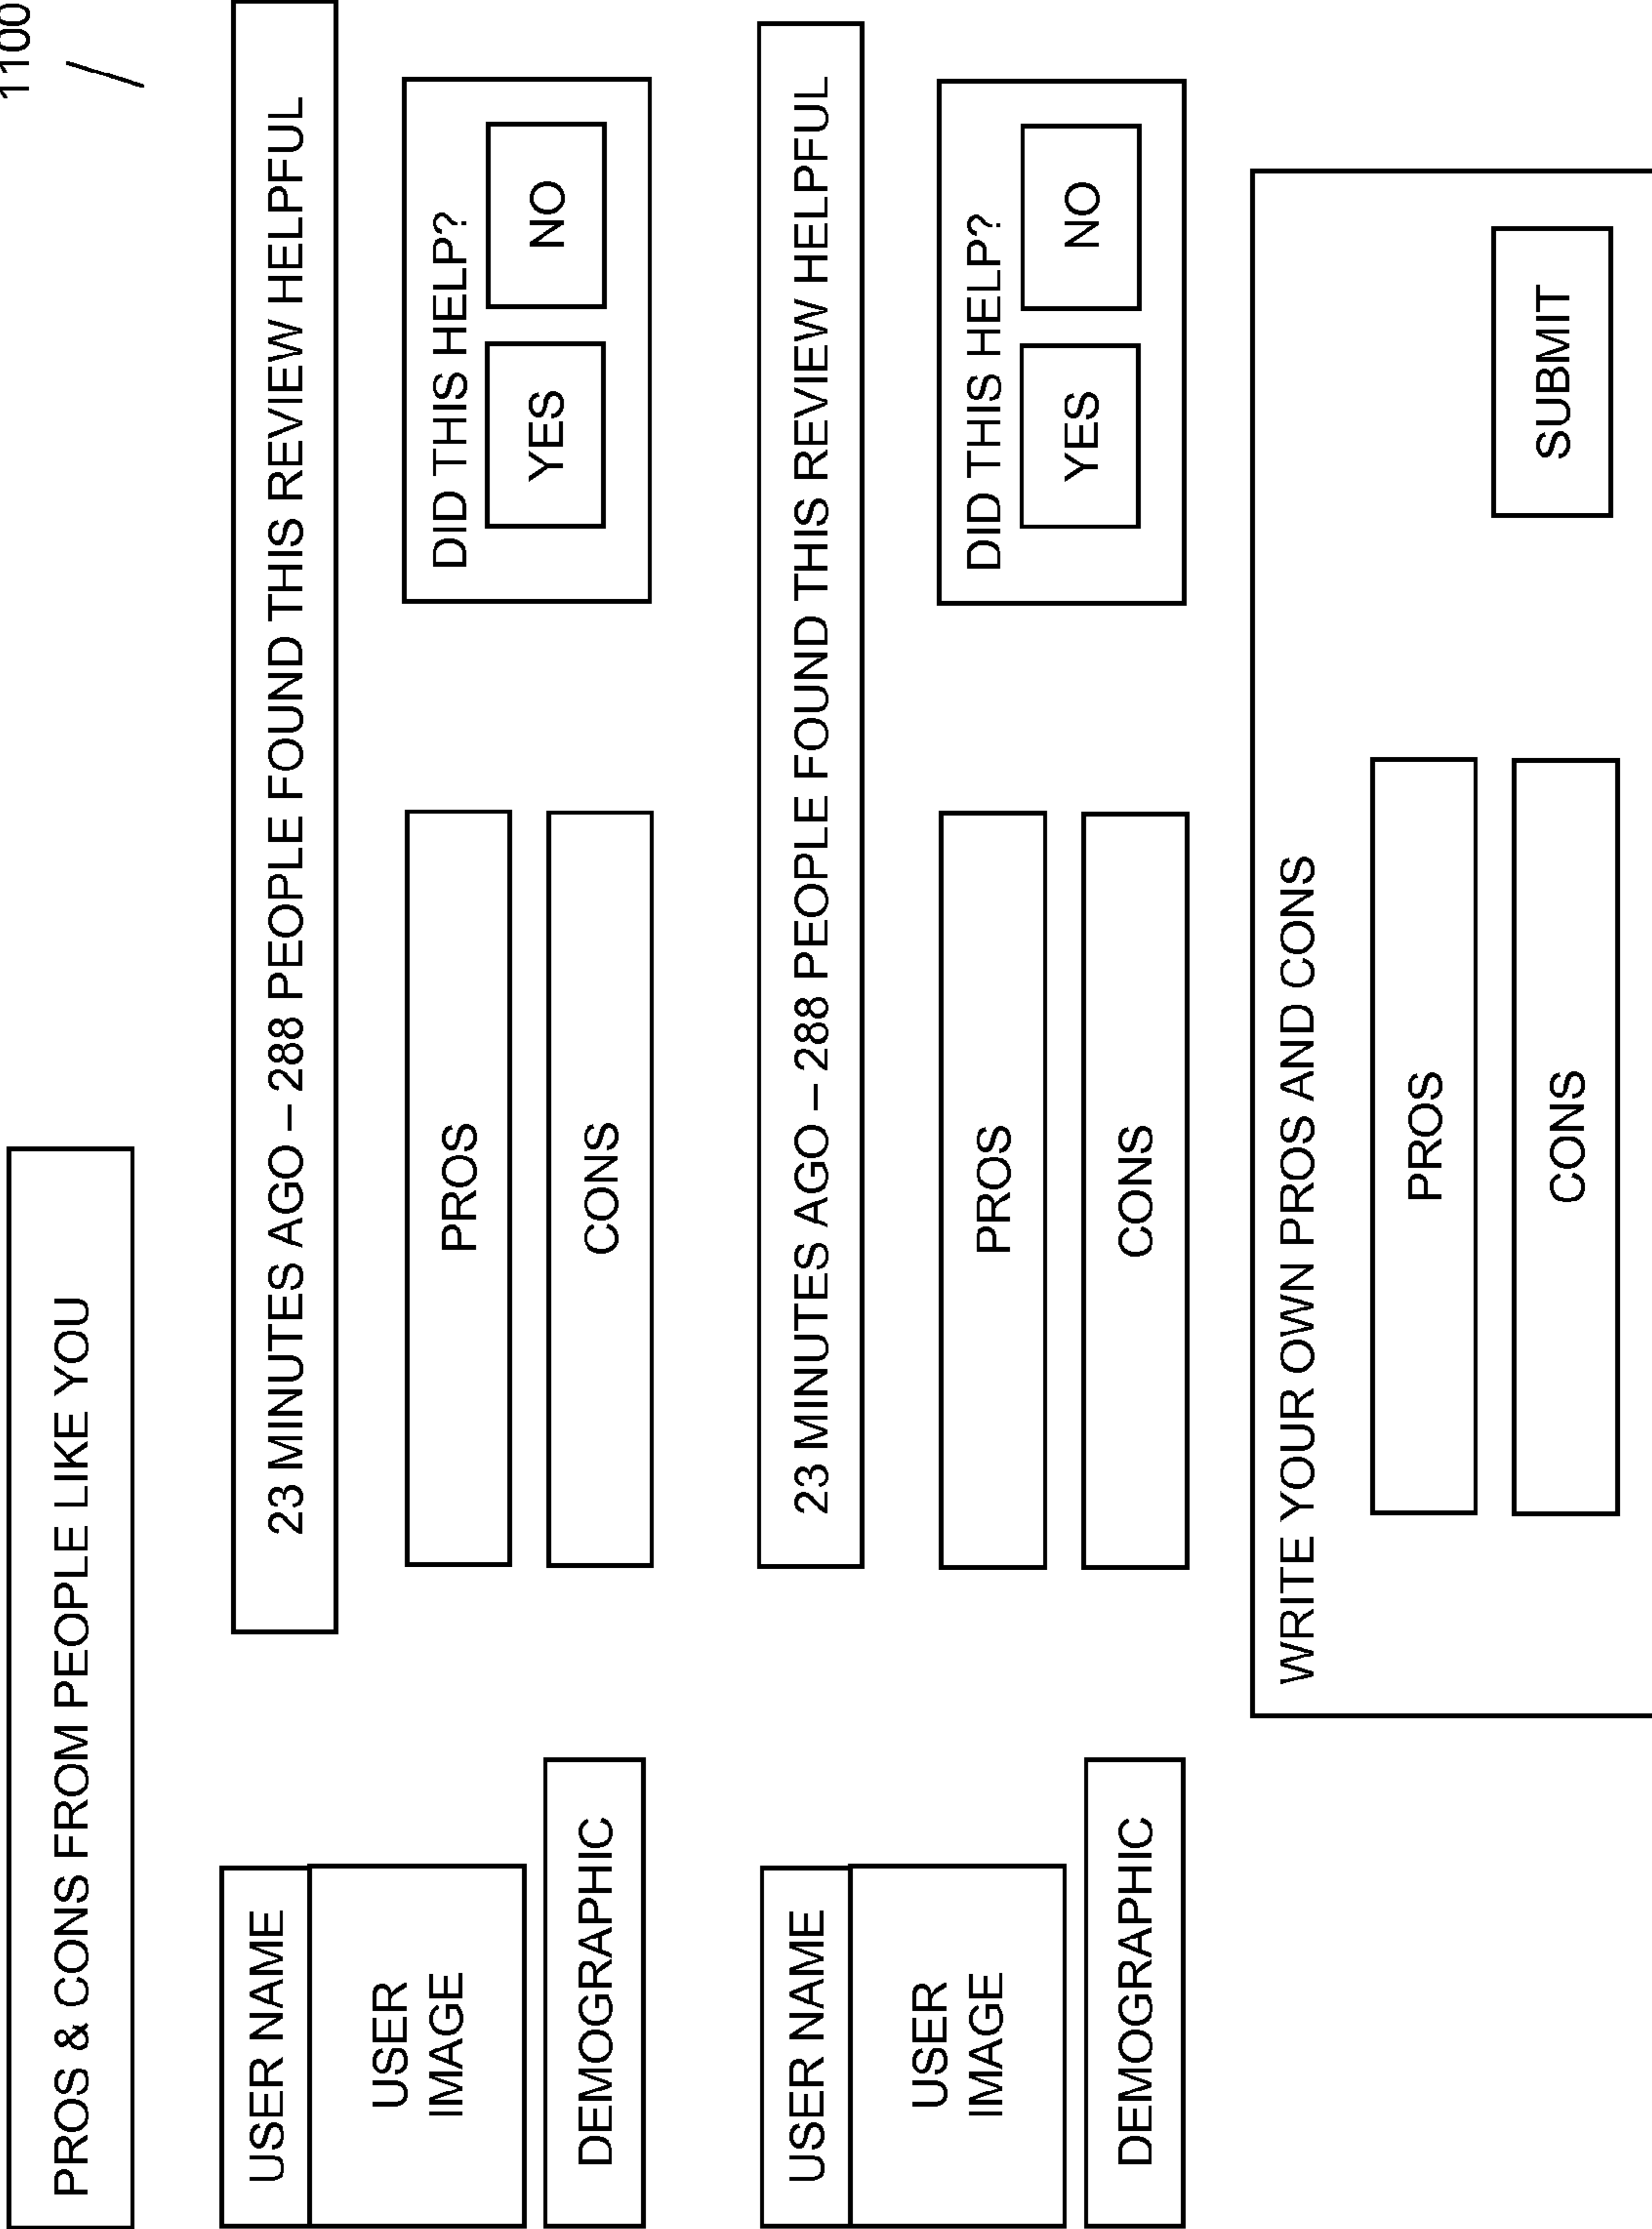 1100
PROS & CONS FROM PEOPLE LIKE YOU
USER NAME
23 MINUTES AGO – 288 PEOPLE FOUND THIS REVIEW HELPFUL
USER
IMAGE
DEMOGRAPHIC
PROS
CONS
DID THIS HELP?
YES
NO
USER NAME
23 MINUTES AGO – 288 PEOPLE FOUND THIS REVIEW HELPFUL
USER
IMAGE
DEMOGRAPHIC
PROS
CONS
DID THIS HELP?
YES
NO
WRITE YOUR OWN PROS AND CONS
PROS
CONS
SUBMIT